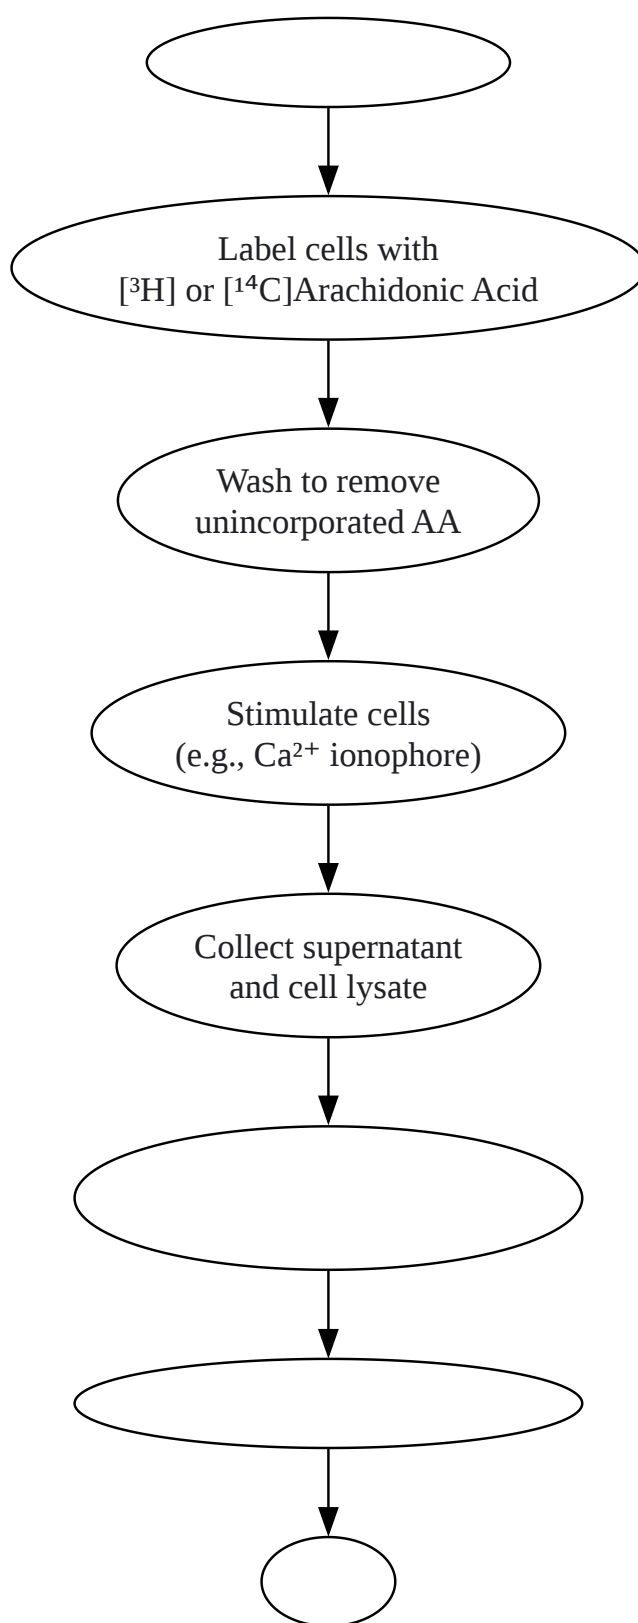 Label cells with
[³H] or [¹⁴C]Arachidonic Acid
Wash to remove
unincorporated AA
Stimulate cells
(e.g., Ca²⁺ ionophore)
Collect supernatant
and cell lysate